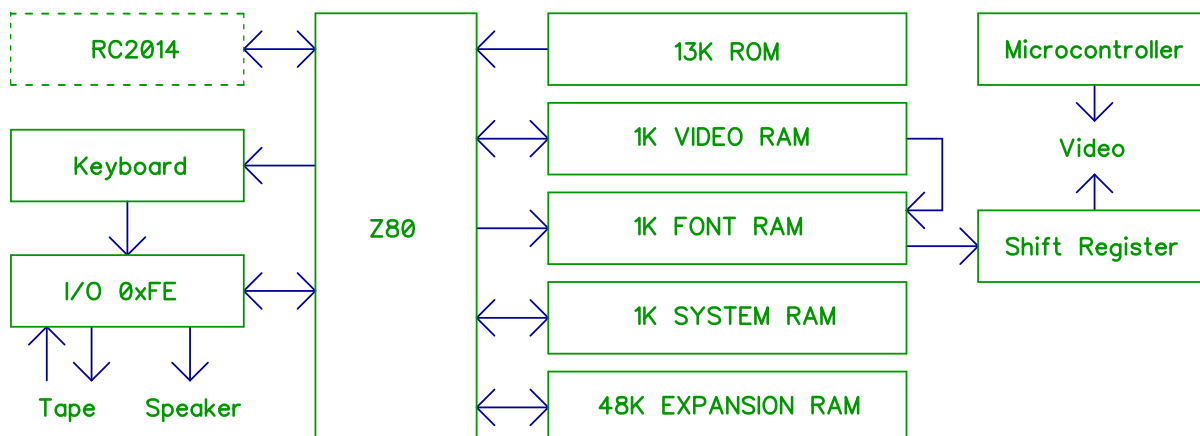 RC2014
13K ROM
Microcontroller
1K VIDEO RAM
Video
Keyboard
Z80
1K FONT RAM
Shift Register
I/O 0xFE
1K SYSTEM RAM
Tape
Speaker
48K EXPANSION RAM